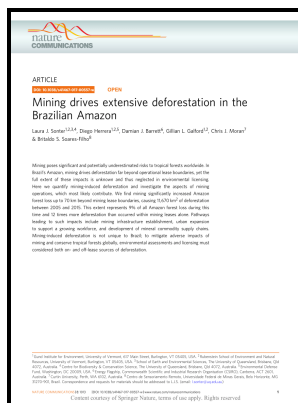 nature
COMMUNICATIONS
ARTICLE
OPEN
Mining drives extensive deforestation in the
Brazilian Amazon
Laura J. Sonter, Diego Herrera, Damian J. Barrett, Gillian L. Galford, Chris J. Moran
& Britaldo S. Soares-Filho
Mining poses significant and potentially underestimated risks to tropical forests worldwide. In
Brazil's Amazon, mining drives deforestation far beyond operational lease boundaries, yet the
full extent of these impacts is unknown and thus neglected in environmental licensing.
Here we quantify mining-induced deforestation and investigate the aspects of mining
operations, which most likely contribute. We find mining significantly increased Amazon
forest loss up to 70 km beyond mining lease boundaries, causing 11,670 km² of deforestation
between 2005 and 2015. This extent represents 9% of all Amazon forest loss during this
time and 12 times more deforestation than occurred within mining leases alone. Pathways
leading to such impacts include mining infrastructure establishment, urban expansion
to support a growing workforce, and development of mineral commodity supply chains.
Mining-induced deforestation is not unique to Brazil; to mitigate adverse impacts of
mining and conserve tropical forests globally, environmental assessments and licensing must
considered both on- and off-lease sources of deforestation.
Content courtesy of Springer Nature, terms of use apply. Rights reserved